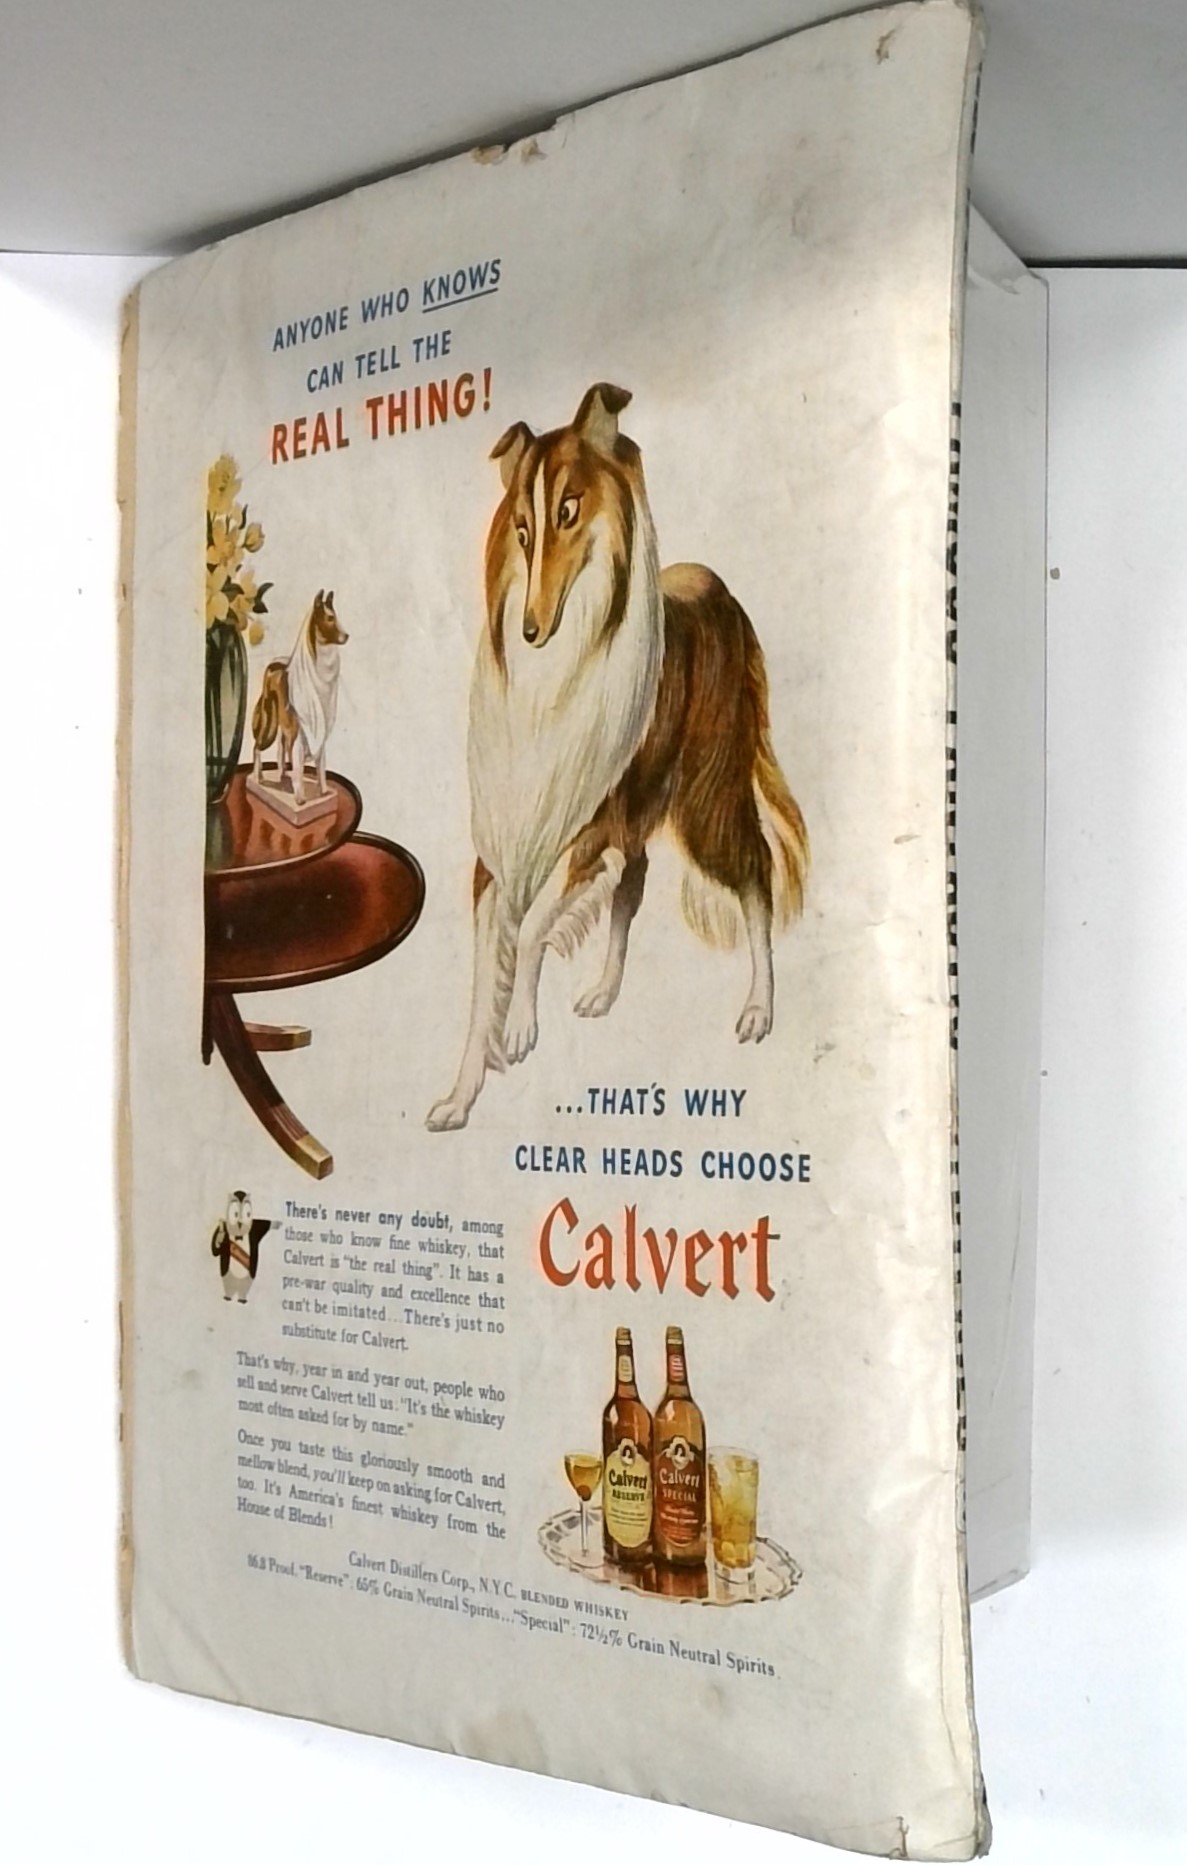 ANYONE WHO KNOWS
CAN TELL THE
REAL THING!
...THAT'S WHY
CLEAR HEADS CHOOSE
Calvert
There's never any doubt, among
those who know fine whiskey, that
Calvert is "the real thing". It has a
pre-war quality and excellence that
can't be imitated...There's just no
substitute for Calvert.
That's why, year in and year out, people who
sell and serve Calvert tell us: "It's the whiskey
most often asked for by name."
Once you taste this gloriously smooth and
mellow blend, you'll keep on asking for Calvert,
too. It's America's finest whiskey from the
House of Blends!
Calvert
RESERVE
Calvert
SPECIAL
Calvert Distillers Corp., N.Y.C. BLENDED WHISKEY
86.8 Proof. "Reserve": 65% Grain Neutral Spirits..."Special": 72½% Grain Neutral Spirits.